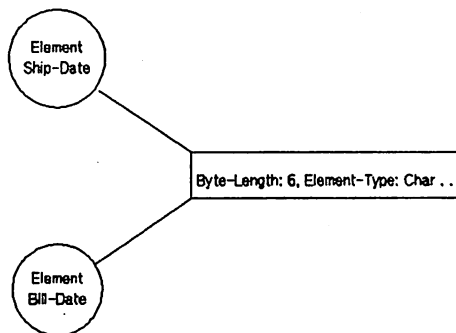 Element
Ship-Date
Byte-Length: 6, Element-Type: Char . .
Element
Bill-Date